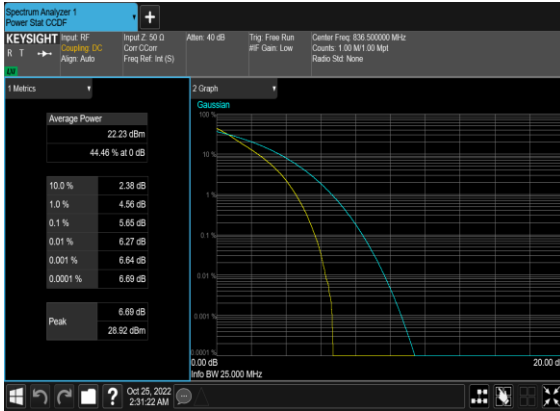 Spectrum Analyzer 1
Power Stat CCDF
+
KEYSIGHT
R T
Input: RF
Coupling: DC
Align: Auto
Input Z: 50 Ω
Corr CCorr
Freq Ref: Int (S)
Atten: 40 dB
Trig: Free Run
#IF Gain: Low
Center Freq: 836.500000 MHz
Counts: 1.00 M/1.00 Mpt
Radio Std: None
1 Metrics
Average Power
22.23 dBm
44.46 % at 0 dB
10.0 % 2.38 dB
1.0 % 4.56 dB
0.1 % 5.65 dB
0.01 % 6.27 dB
0.001 % 6.64 dB
0.0001 % 6.69 dB
Peak
6.69 dB
28.92 dBm
2 Graph
Gaussian
100 %
10 %
1 %
0.1 %
0.01 %
0.001 %
0.0001 %
0.00 dB
20.00 d
Info BW 25.000 MHz
?
Oct 25, 2022
2:31:22 AM